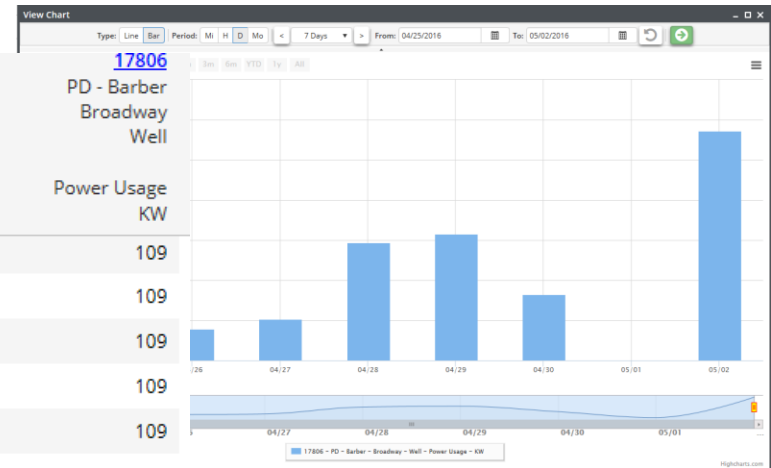 View Chart
Type: Line Bar Period: Mi H D Mo < 7 Days > From: 04/25/2016 To: 05/02/2016
3m 6m YTD 1y All
17806
PD - Barber
Broadway
Well
Power Usage
KW
109
109
109
109
109
/26 04/27 04/28 04/29 04/30 05/01 05/02
04/27 04/28 04/29 04/30 05/01 ...
17806 - PD - Barber - Broadway - Well - Power Usage - KW
Highcharts.com